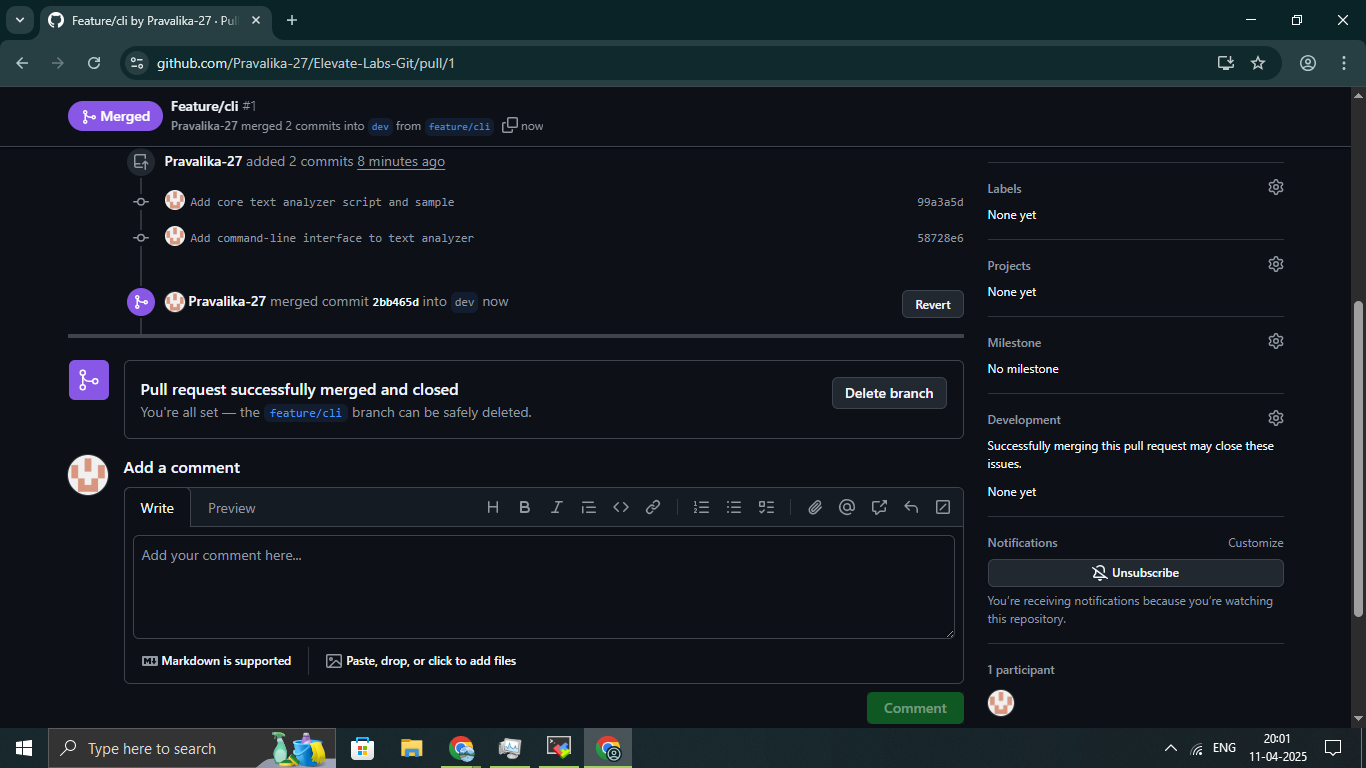 Feature/cli by Pravalika-27 · Pul
github.com/Pravalika-27/Elevate-Labs-Git/pull/1
Merged
Feature/cli #1
Pravalika-27 merged 2 commits into dev from feature/cli now
Pravalika-27 added 2 commits 8 minutes ago
Add core text analyzer script and sample 99a3a5d
Add command-line interface to text analyzer 58728e6
Pravalika-27 merged commit 2bb465d into dev now
Revert
Pull request successfully merged and closed
You're all set — the feature/cli branch can be safely deleted.
Delete branch
Add a comment
Write Preview
Add your comment here...
Markdown is supported
Paste, drop, or click to add files
Comment
Labels
None yet
Projects
None yet
Milestone
No milestone
Development
Successfully merging this pull request may close these
issues.
None yet
Notifications Customize
Unsubscribe
You're receiving notifications because you're watching
this repository.
1 participant
Type here to search
ENG
20:01
11-04-2025